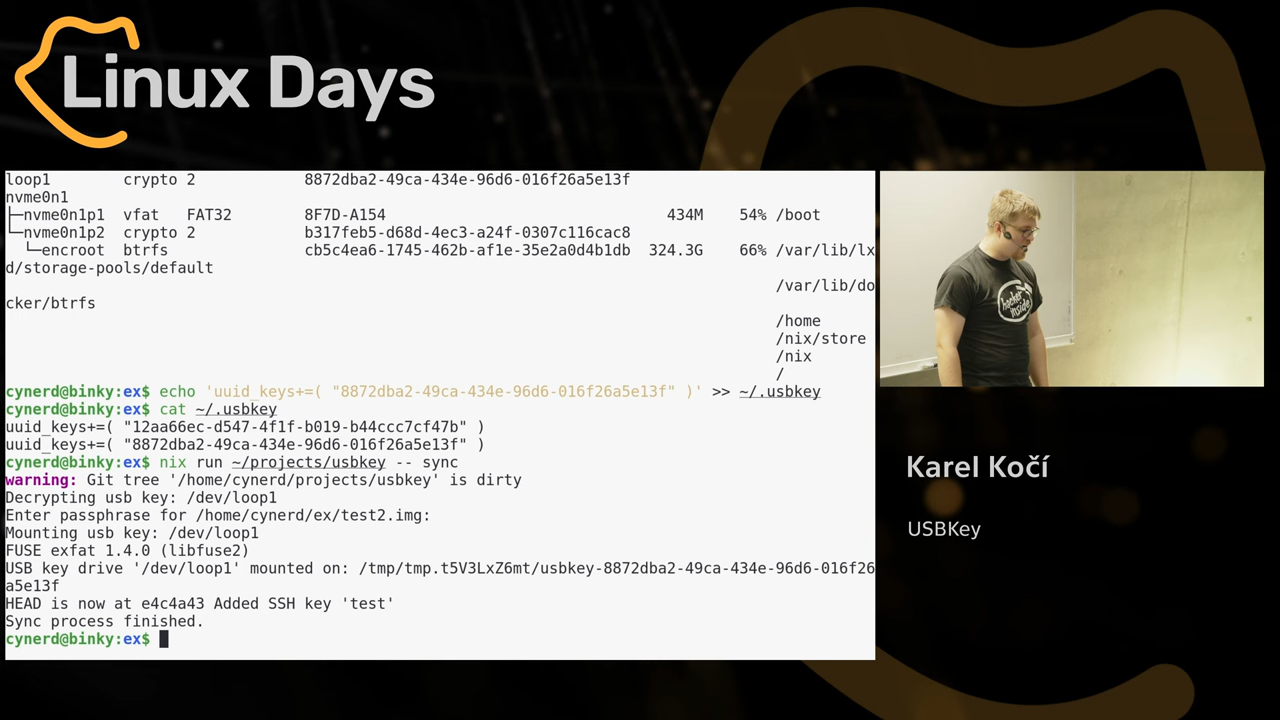 Linux Days
loop1 crypto 2 8872dba2-49ca-434e-96d6-016f26a5e13f
nvme0n1
├─nvme0n1p1 vfat FAT32 8F7D-A154 434M 54% /boot
└─nvme0n1p2 crypto 2 b317feb5-d68d-4ec3-a24f-0307c116cac8
└─encroot btrfs cb5c4ea6-1745-462b-af1e-35e2a0d4b1db 324.3G 66% /var/lib/lx
d/storage-pools/default
/var/lib/do
cker/btrfs
/home
/nix/store
/nix
/
cynerd@binky:ex$ echo 'uuid_keys+=( "8872dba2-49ca-434e-96d6-016f26a5e13f" )' >> ~/.usbkey
cynerd@binky:ex$ cat ~/.usbkey
uuid_keys+=( "12aa66ec-d547-4f1f-b019-b44ccc7cf47b" )
uuid_keys+=( "8872dba2-49ca-434e-96d6-016f26a5e13f" )
cynerd@binky:ex$ nix run ~/projects/usbkey -- sync
warning: Git tree '/home/cynerd/projects/usbkey' is dirty
Decrypting usb key: /dev/loop1
Enter passphrase for /home/cynerd/ex/test2.img:
Mounting usb key: /dev/loop1
FUSE exfat 1.4.0 (libfuse2)
USB key drive '/dev/loop1' mounted on: /tmp/tmp.t5V3LxZ6mt/usbkey-8872dba2-49ca-434e-96d6-016f26
a5e13f
HEAD is now at e4c4a43 Added SSH key 'test'
Sync process finished.
cynerd@binky:ex$
hacker
inside
Karel Kočí
USBKey